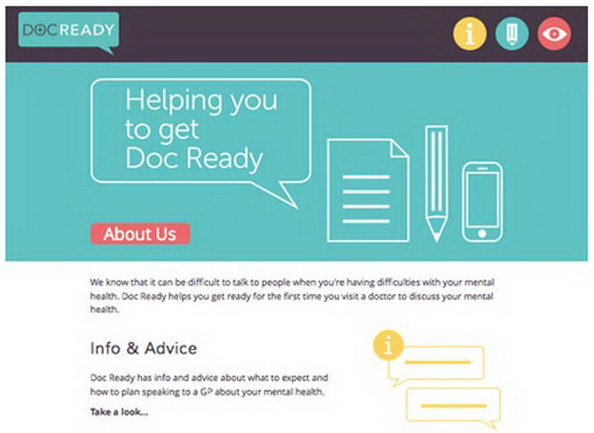 DOCREADY
i
Helping you
to get
Doc Ready
About Us
We know that it can be difficult to talk to people when you're having difficulties with your mental
health. Doc Ready helps you get ready for the first time you visit a doctor to discuss your mental
health.
Info & Advice
i
Doc Ready has info and advice about what to expect and
how to plan speaking to a GP about your mental health.
Take a look...